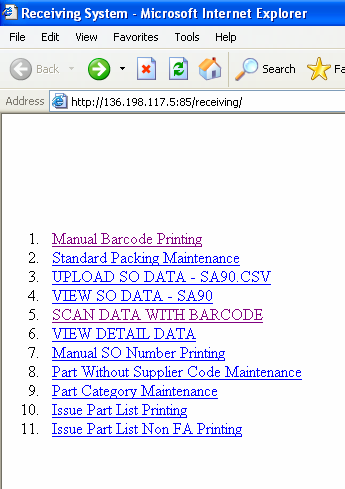 Receiving System - Microsoft Internet Explorer
File Edit View Favorites Tools Help
Back Search Fa
Address http://136.198.117.5:85/receiving/
1. Manual Barcode Printing
2. Standard Packing Maintenance
3. UPLOAD SO DATA - SA90.CSV
4. VIEW SO DATA - SA90
5. SCAN DATA WITH BARCODE
6. VIEW DETAIL DATA
7. Manual SO Number Printing
8. Part Without Supplier Code Maintenance
9. Part Category Maintenance
10. Issue Part List Printing
11. Issue Part List Non FA Printing